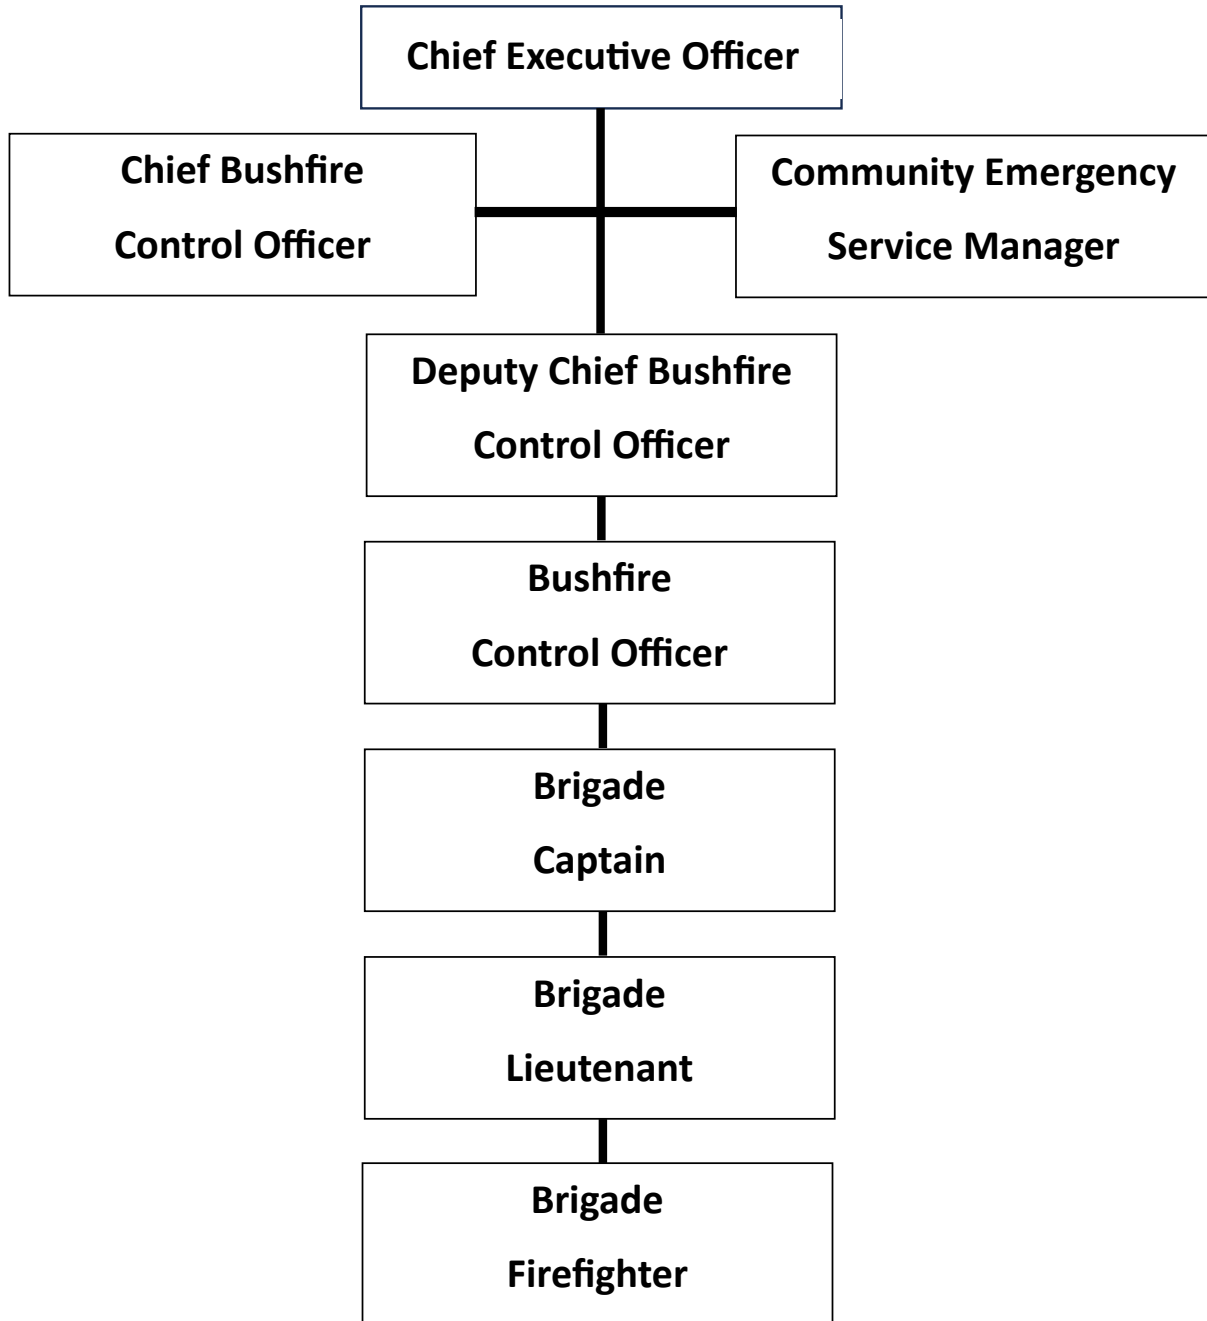 Chief Executive Officer
Chief Bushfire
Control Officer
Community Emergency
Service Manager
Deputy Chief Bushfire
Control Officer
Bushfire
Control Officer
Brigade
Captain
Brigade
Lieutenant
Brigade
Firefighter